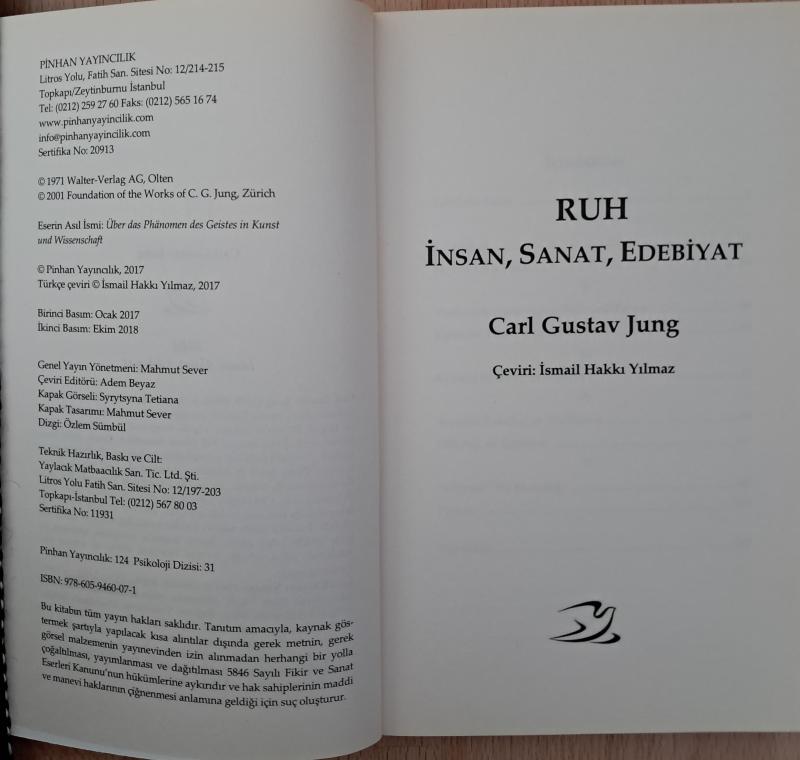 PİNHAN YAYINCILIK
Litros Yolu, Fatih San. Sitesi No: 12/214-215
Topkapı/Zeytinburnu İstanbul
Tel: (0212) 259 27 60 Faks: (0212) 565 16 74
www.pinhanyayincilik.com
info@pinhanyayincilik.com
Sertifika No: 20913
© 1971 Walter-Verlag AG, Olten
© 2001 Foundation of the Works of C. G. Jung, Zürich
Eserin Asıl İsmi: Über das Phänomen des Geistes in Kunst
und Wissenschaft
© Pinhan Yayıncılık, 2017
Türkçe çeviri © İsmail Hakkı Yılmaz, 2017
Birinci Basım: Ocak 2017
İkinci Basım: Ekim 2018
Genel Yayın Yönetmeni: Mahmut Sever
Çeviri Editörü: Adem Beyaz
Kapak Görseli: Syrytsyna Tetiana
Kapak Tasarımı: Mahmut Sever
Dizgi: Özlem Sümbül
Teknik Hazırlık, Baskı ve Cilt:
Yaylacık Matbaacılık San. Tic. Ltd. Şti.
Litros Yolu Fatih San. Sitesi No: 12/197-203
Topkapı-İstanbul Tel: (0212) 567 80 03
Sertifika No: 11931
Pinhan Yayıncılık: 124 Psikoloji Dizisi: 31
ISBN: 978-605-9460-07-1
Bu kitabın tüm yayın hakları saklıdır. Tanıtım amacıyla, kaynak gös-
termek şartıyla yapılacak kısa alıntılar dışında gerek metnin, gerek
görsel malzemenin yayınevinden izin alınmadan herhangi bir yolla
çoğaltılması, yayımlanması ve dağıtılması 5846 Sayılı Fikir ve Sanat
Eserleri Kanunu'nun hükümlerine aykırıdır ve hak sahiplerinin maddi
ve manevi haklarının çiğnenmesi anlamına geldiği için suç oluşturur.
RUH
İNSAN, SANAT, EDEBİYAT
Carl Gustav Jung
Çeviri: İsmail Hakkı Yılmaz